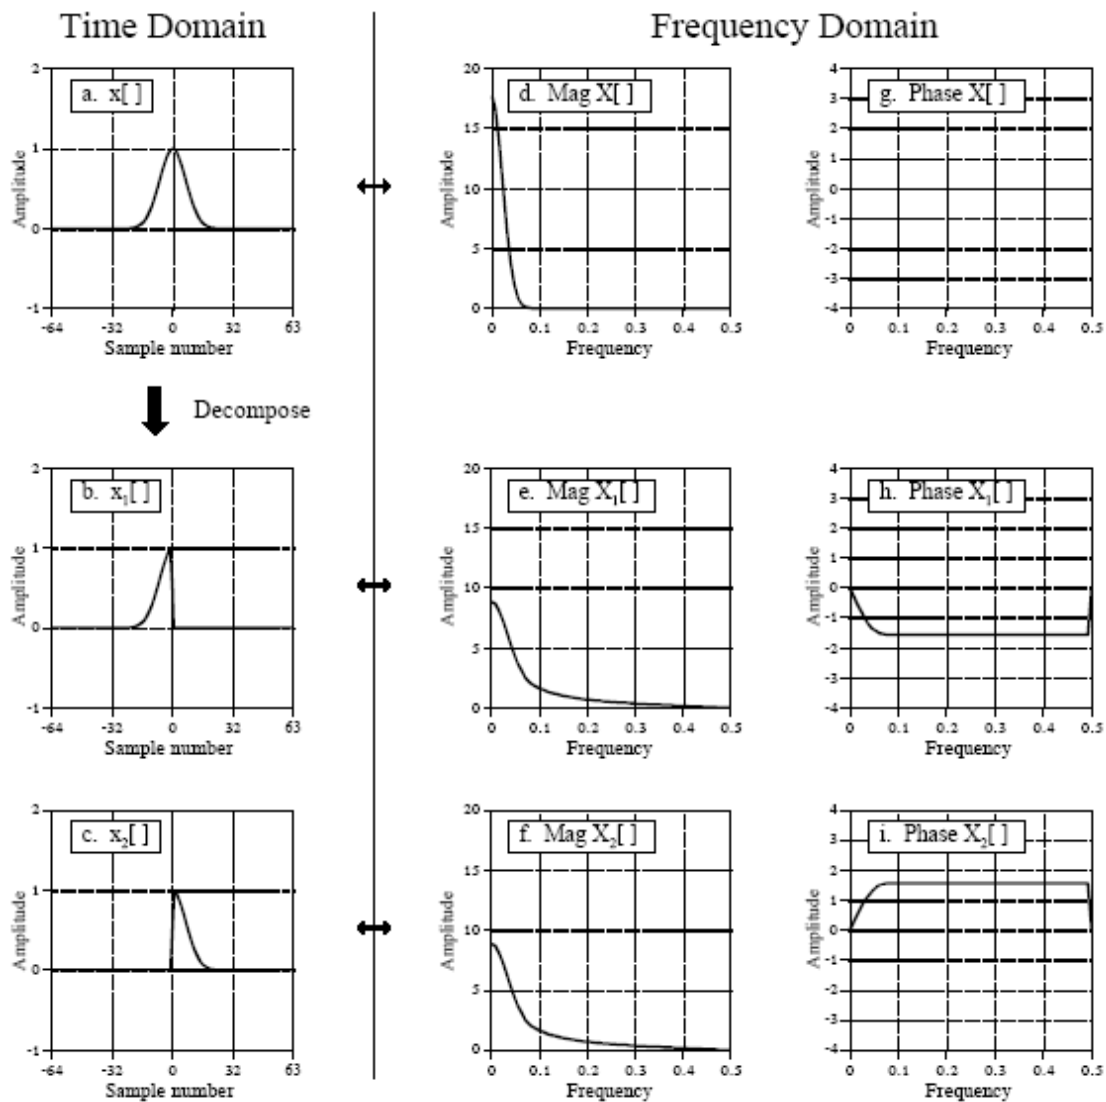 Time Domain
Frequency Domain
a. x[ ]
2
1
0
-1
Amplitude
-64 -32 0 32 63
Sample number
d. Mag X[ ]
20
15
10
5
0
Amplitude
0 0.1 0.2 0.3 0.4 0.5
Frequency
g. Phase X[ ]
4
3
2
1
0
-1
-2
-3
-4
Amplitude
0 0.1 0.2 0.3 0.4 0.5
Frequency
Decompose
b. x₁[ ]
2
1
0
-1
Amplitude
-64 -32 0 32 63
Sample number
e. Mag X₁[ ]
20
15
10
5
0
Amplitude
0 0.1 0.2 0.3 0.4 0.5
Frequency
h. Phase X₁[ ]
4
3
2
1
0
-1
-2
-3
-4
Amplitude
0 0.1 0.2 0.3 0.4 0.5
Frequency
c. x₂[ ]
2
1
0
-1
Amplitude
-64 -32 0 32 63
Sample number
f. Mag X₂[ ]
20
15
10
5
0
Amplitude
0 0.1 0.2 0.3 0.4 0.5
Frequency
i. Phase X₂[ ]
4
3
2
1
0
-1
-2
-3
-4
Amplitude
0 0.1 0.2 0.3 0.4 0.5
Frequency